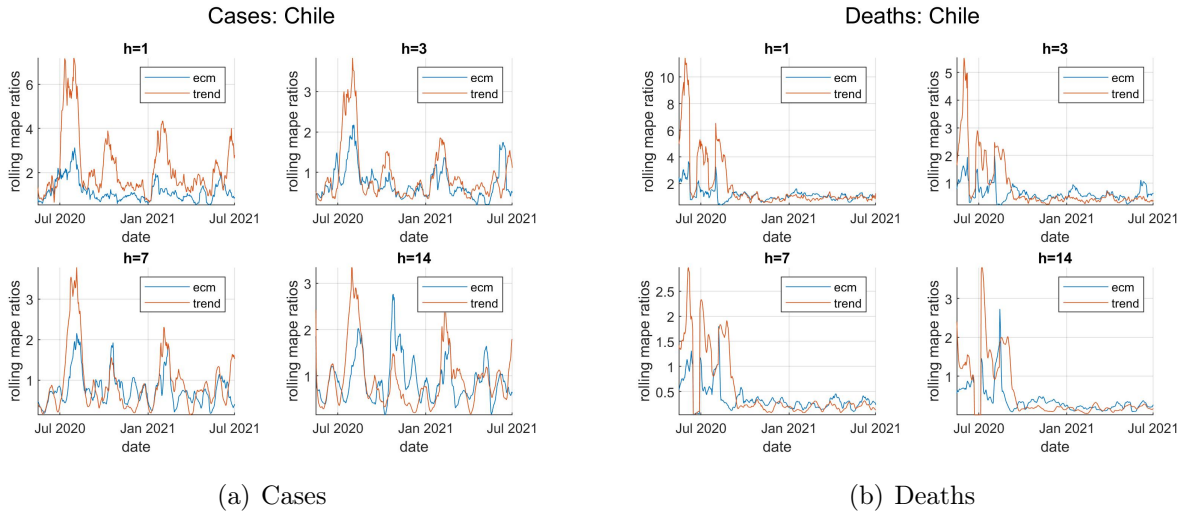 Cases: Chile
h=1
rolling mape ratios
6
4
2
ecm
trend
Jul 2020 Jan 2021 Jul 2021
date
h=3
rolling mape ratios
3
2
1
ecm
trend
Jul 2020 Jan 2021 Jul 2021
date
h=7
rolling mape ratios
3
2
1
ecm
trend
Jul 2020 Jan 2021 Jul 2021
date
h=14
rolling mape ratios
3
2
1
ecm
trend
Jul 2020 Jan 2021 Jul 2021
date
(a) Cases
Deaths: Chile
h=1
rolling mape ratios
10
8
6
4
2
ecm
trend
Jul 2020 Jan 2021 Jul 2021
date
h=3
rolling mape ratios
5
4
3
2
1
ecm
trend
Jul 2020 Jan 2021 Jul 2021
date
h=7
rolling mape ratios
2.5
2
1.5
1
0.5
ecm
trend
Jul 2020 Jan 2021 Jul 2021
date
h=14
rolling mape ratios
3
2
1
ecm
trend
Jul 2020 Jan 2021 Jul 2021
date
(b) Deaths